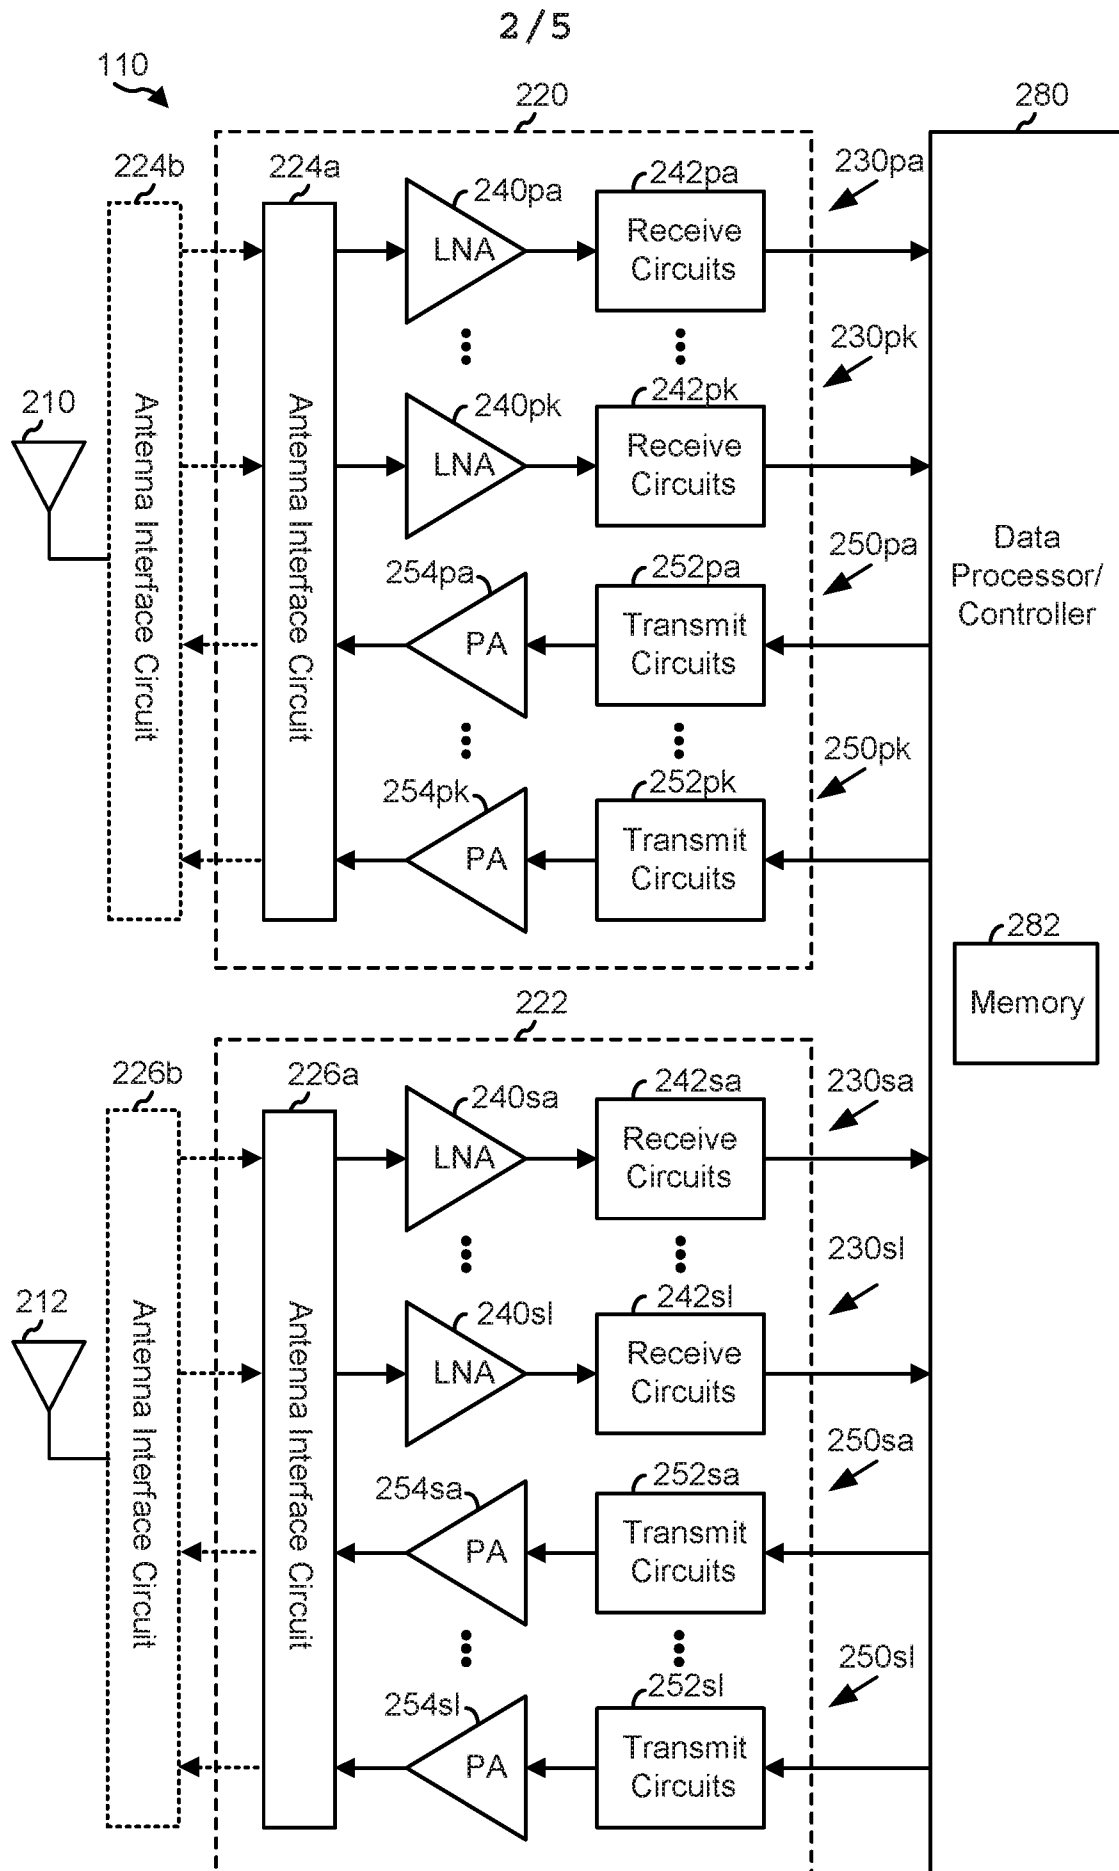 2/5
110
220
280
224b
224a
240pa
242pa
230pa
LNA
Receive
Circuits
230pk
210
240pk
242pk
LNA
Receive
Circuits
Antenna Interface Circuit
Antenna Interface Circuit
250pa
Data
Processor/
Controller
254pa
252pa
PA
Transmit
Circuits
250pk
254pk
252pk
PA
Transmit
Circuits
282
Memory
222
226b
226a
240sa
242sa
230sa
LNA
Receive
Circuits
230sl
212
240sl
242sl
LNA
Receive
Circuits
Antenna Interface Circuit
Antenna Interface Circuit
250sa
254sa
252sa
PA
Transmit
Circuits
250sl
254sl
252sl
PA
Transmit
Circuits